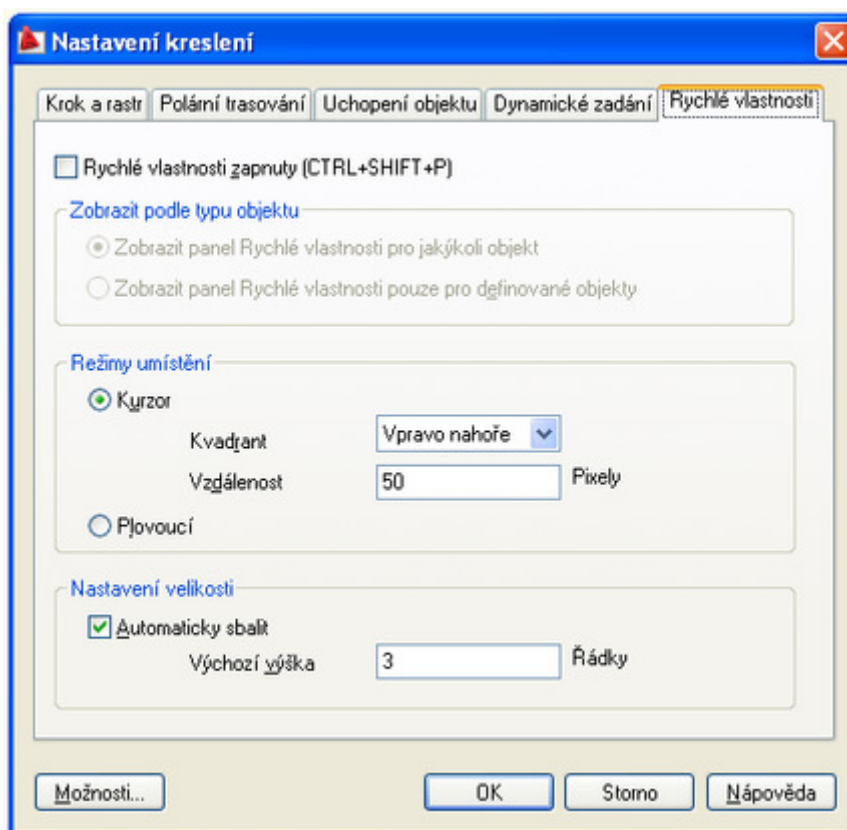 Nastavení kreslení
Krok a rastr Polární trasování Uchopení objektu Dynamické zadání Rychlé vlastnosti
Rychlé vlastnosti zapnuty (CTRL+SHIFT+P)
Zobrazit podle typu objektu
Zobrazit panel Rychlé vlastnosti pro jakýkoli objekt
Zobrazit panel Rychlé vlastnosti pouze pro definované objekty
Režimy umístění
Kurzor
Kvadrant Vpravo nahoře
Vzdálenost 50 Pixely
Plovoucí
Nastavení velikosti
Automaticky sbalit
Výchozí výška 3 Řádky
Možnosti... OK Storno Nápověda